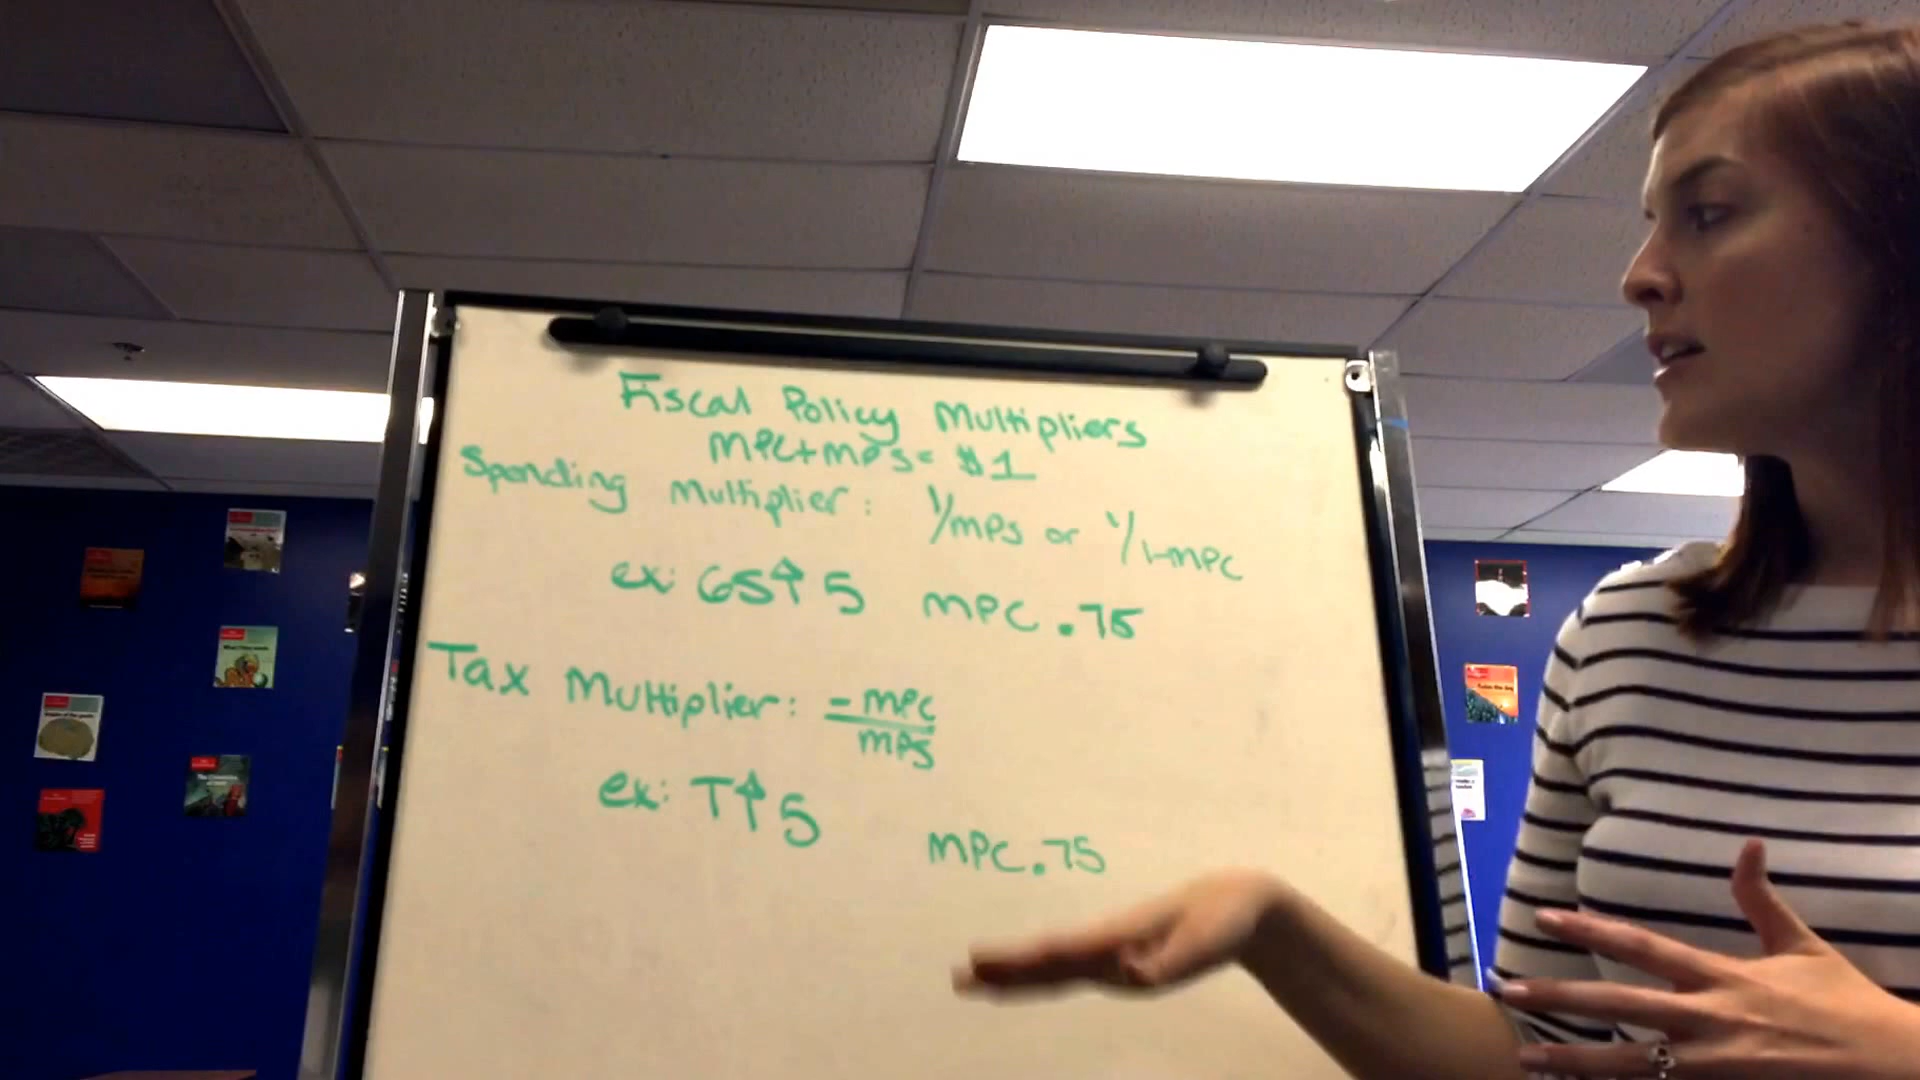 Fiscal Policy Multipliers
MPC+MPS= $1
Spending Multiplier: 1/MPS or 1/1-MPC
ex: GS↑ 5 MPC .75
Tax Multiplier: -MPC/MPS
ex: T↑ 5 MPC .75